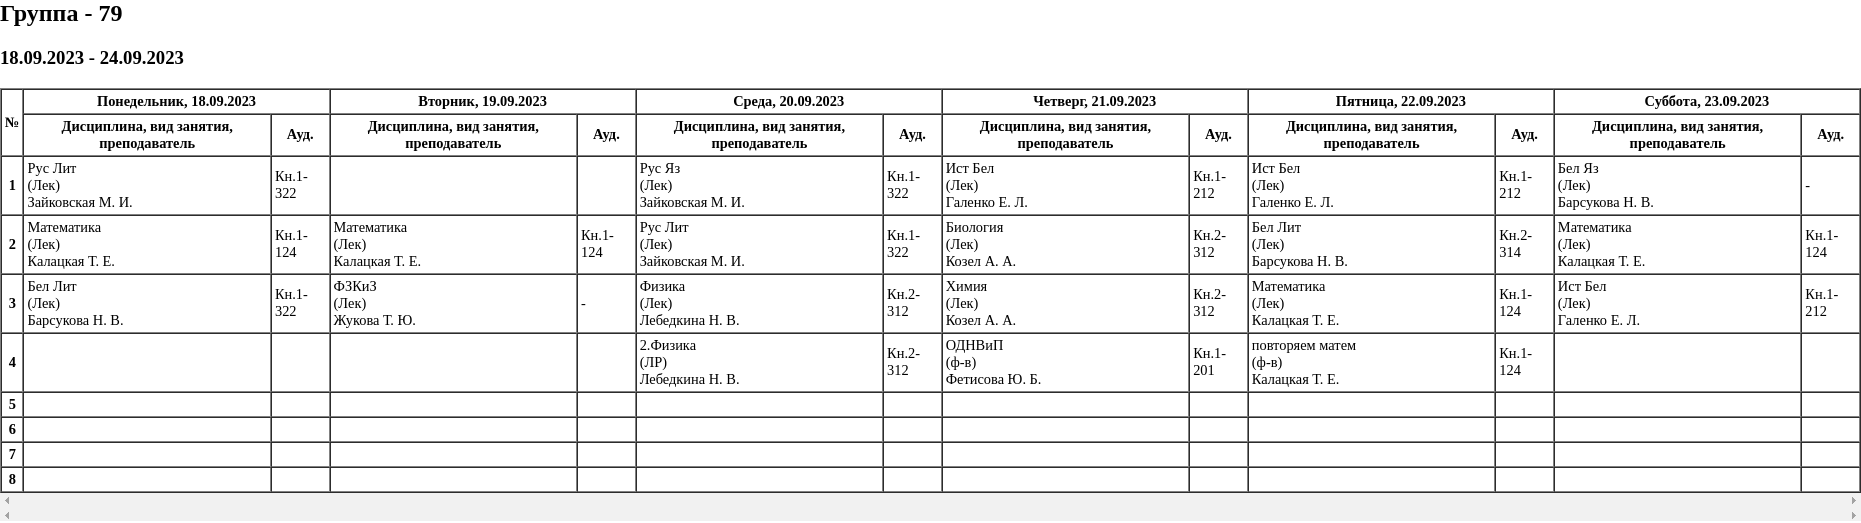 Группа - 79
18.09.2023 - 24.09.2023
№ Понедельник, 18.09.2023 Вторник, 19.09.2023 Среда, 20.09.2023 Четверг, 21.09.2023 Пятница, 22.09.2023 Суббота, 23.09.2023
Дисциплина, вид занятия, Ауд. Дисциплина, вид занятия, Ауд. Дисциплина, вид занятия, Ауд. Дисциплина, вид занятия, Ауд. Дисциплина, вид занятия, Ауд. Дисциплина, вид занятия, Ауд.
преподаватель преподаватель преподаватель преподаватель преподаватель преподаватель
1
Рус Лит
(Лек)
Зайковская М. И.
Кн.1-
322
Рус Яз
(Лек)
Зайковская М. И.
Кн.1-
322
Ист Бел
(Лек)
Галенко Е. Л.
Кн.1-
212
Ист Бел
(Лек)
Галенко Е. Л.
Кн.1-
212
Бел Яз
(Лек)
Барсукова Н. В.
-
2
Математика
(Лек)
Калацкая Т. Е.
Кн.1-
124
Математика
(Лек)
Калацкая Т. Е.
Кн.1-
124
Рус Лит
(Лек)
Зайковская М. И.
Кн.1-
322
Биология
(Лек)
Козел А. А.
Кн.2-
312
Бел Лит
(Лек)
Барсукова Н. В.
Кн.2-
314
Математика
(Лек)
Калацкая Т. Е.
Кн.1-
124
3
Бел Лит
(Лек)
Барсукова Н. В.
Кн.1-
322
ФЗКиЗ
(Лек)
Жукова Т. Ю.
-
Физика
(Лек)
Лебедкина Н. В.
Кн.2-
312
Химия
(Лек)
Козел А. А.
Кн.2-
312
Математика
(Лек)
Калацкая Т. Е.
Кн.1-
124
Ист Бел
(Лек)
Галенко Е. Л.
Кн.1-
212
4
2.Физика
(ЛР)
Лебедкина Н. В.
Кн.2-
312
ОДНВиП
(ф-в)
Фетисова Ю. Б.
Кн.1-
201
повторяем матем
(ф-в)
Калацкая Т. Е.
Кн.1-
124
5
6
7
8